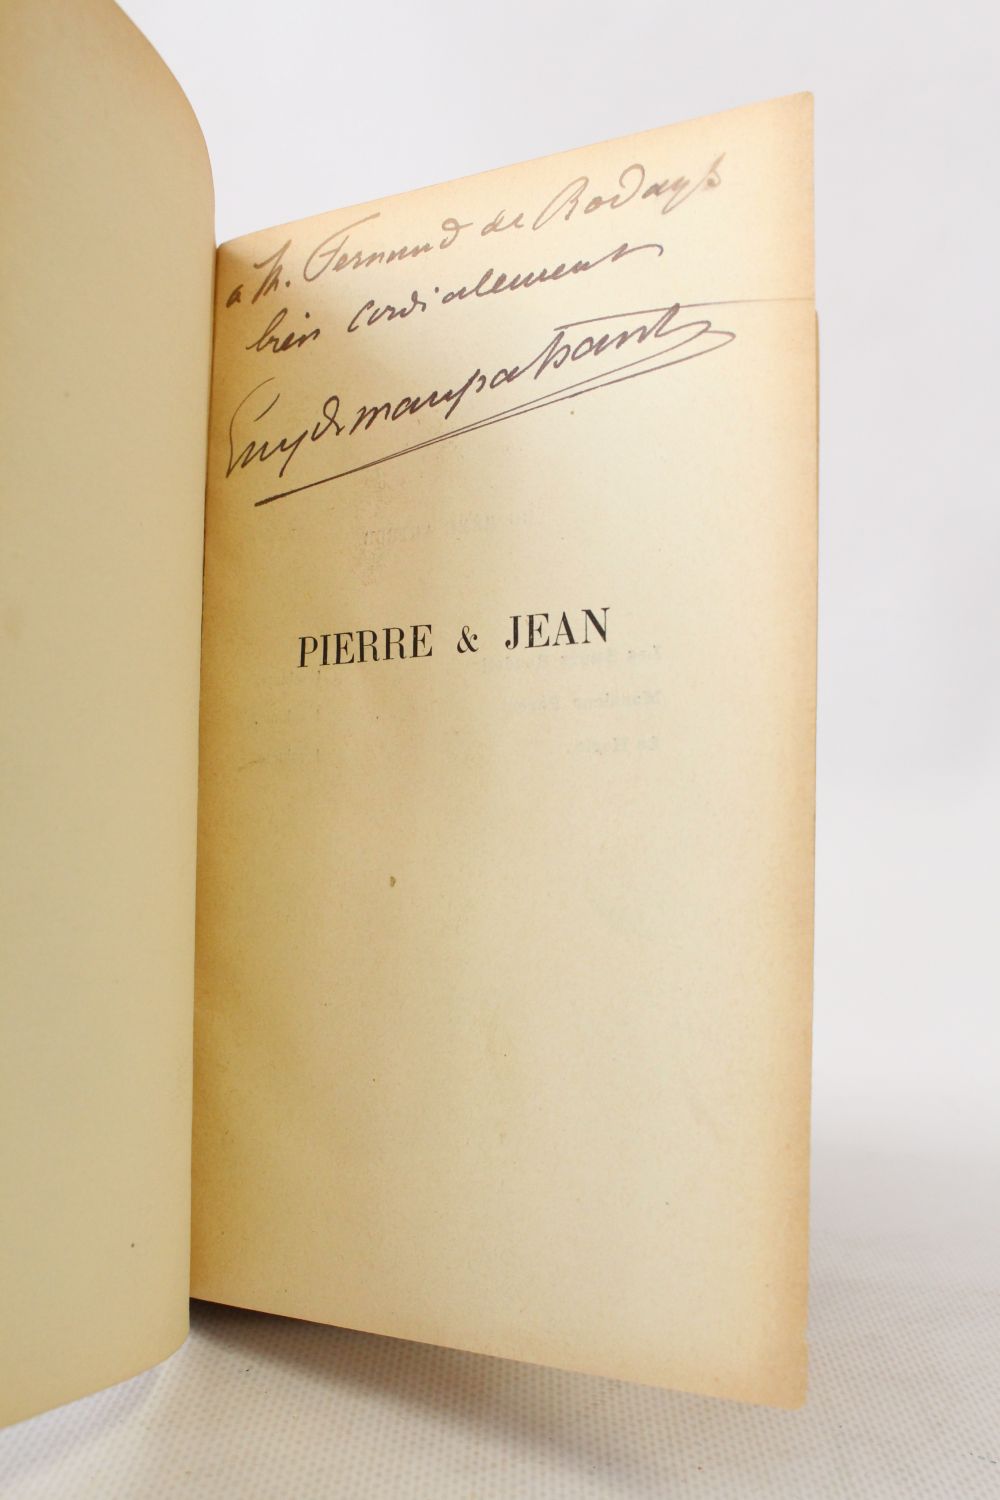 à M. Fernand de Rodays
bien cordialement
Guy de Maupassant
PIERRE & JEAN